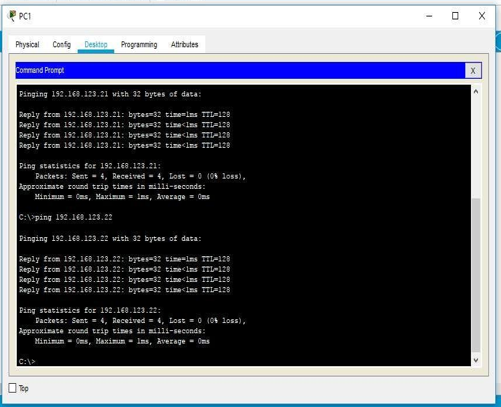 PC1
Physical Config Desktop Programming Attributes
Command Prompt
X
Pinging 192.168.123.21 with 32 bytes of data:
Reply from 192.168.123.21: bytes=32 time=1ms TTL=128
Reply from 192.168.123.21: bytes=32 time<1ms TTL=128
Reply from 192.168.123.21: bytes=32 time<1ms TTL=128
Reply from 192.168.123.21: bytes=32 time<1ms TTL=128
Ping statistics for 192.168.123.21:
Packets: Sent = 4, Received = 4, Lost = 0 (0% loss),
Approximate round trip times in milli-seconds:
Minimum = 0ms, Maximum = 1ms, Average = 0ms
C:\>ping 192.168.123.22
Pinging 192.168.123.22 with 32 bytes of data:
Reply from 192.168.123.22: bytes=32 time=1ms TTL=128
Reply from 192.168.123.22: bytes=32 time<1ms TTL=128
Reply from 192.168.123.22: bytes=32 time<1ms TTL=128
Reply from 192.168.123.22: bytes=32 time<1ms TTL=128
Ping statistics for 192.168.123.22:
Packets: Sent = 4, Received = 4, Lost = 0 (0% loss),
Approximate round trip times in milli-seconds:
Minimum = 0ms, Maximum = 1ms, Average = 0ms
C:\>
Top